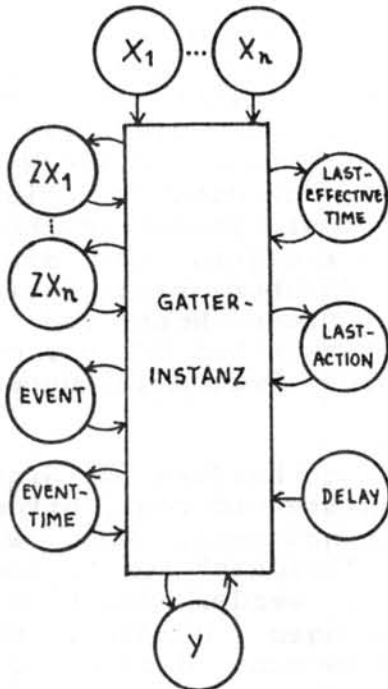 X₁ ... Xₙ
ZX₁
ZXₙ
EVENT
EVENT-
TIME
GATTER-
INSTANZ
LAST-
EFFECTIVE
TIME
LAST-
ACTION
DELAY
Y